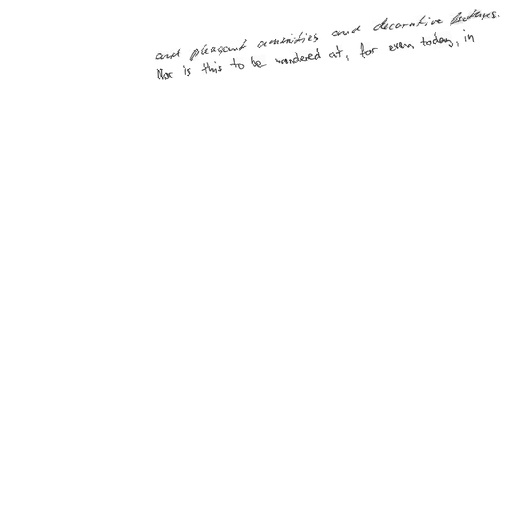 and pleasant amenities and decorative features.
Nor is this to be wondered at, for even today, in